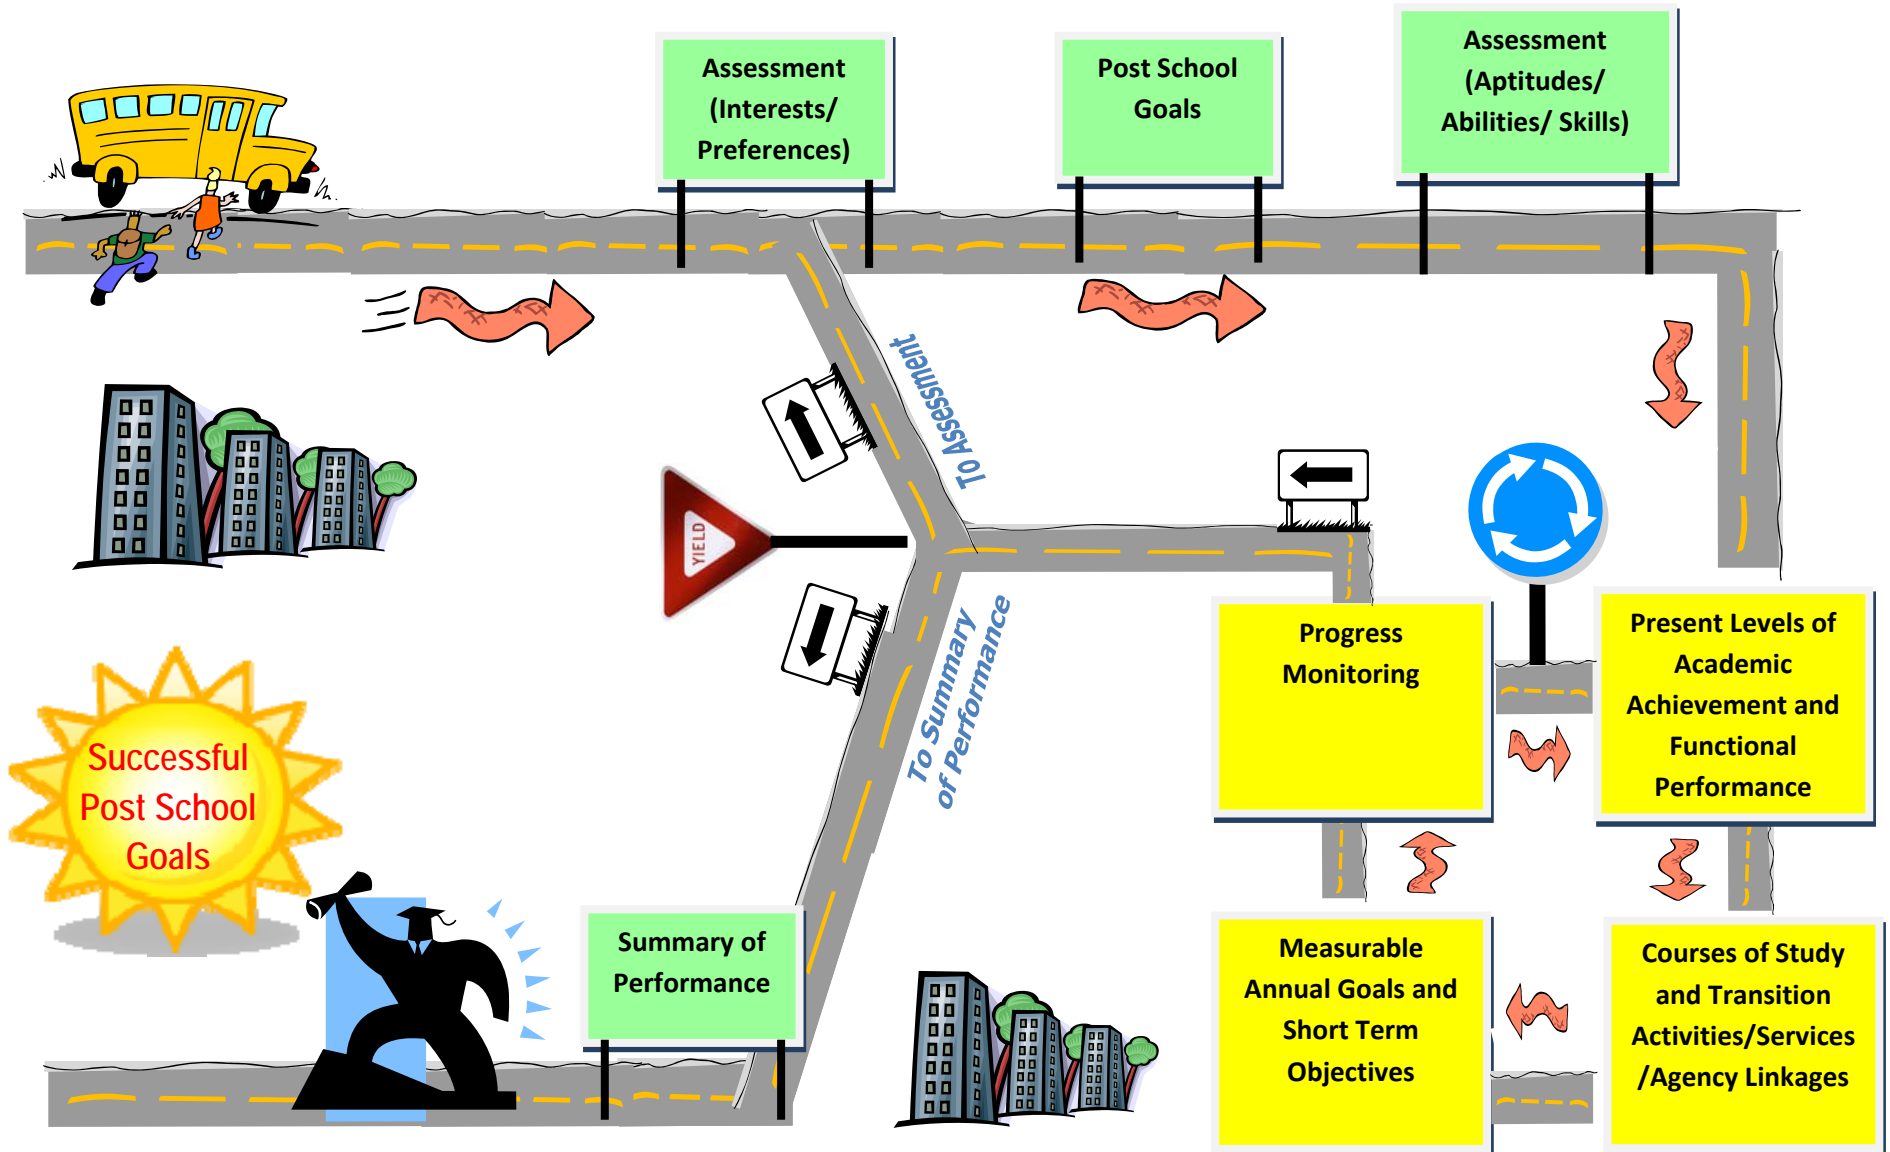 Assessment
(Interests/
Preferences)
Post School
Goals
Assessment
(Aptitudes/
Abilities/ Skills)
To Assessment
YIELD
To Summary
of Performance
Progress
Monitoring
Present Levels of
Academic
Achievement and
Functional
Performance
Successful
Post School
Goals
Summary of
Performance
Measurable
Annual Goals and
Short Term
Objectives
Courses of Study
and Transition
Activities/Services
/Agency Linkages